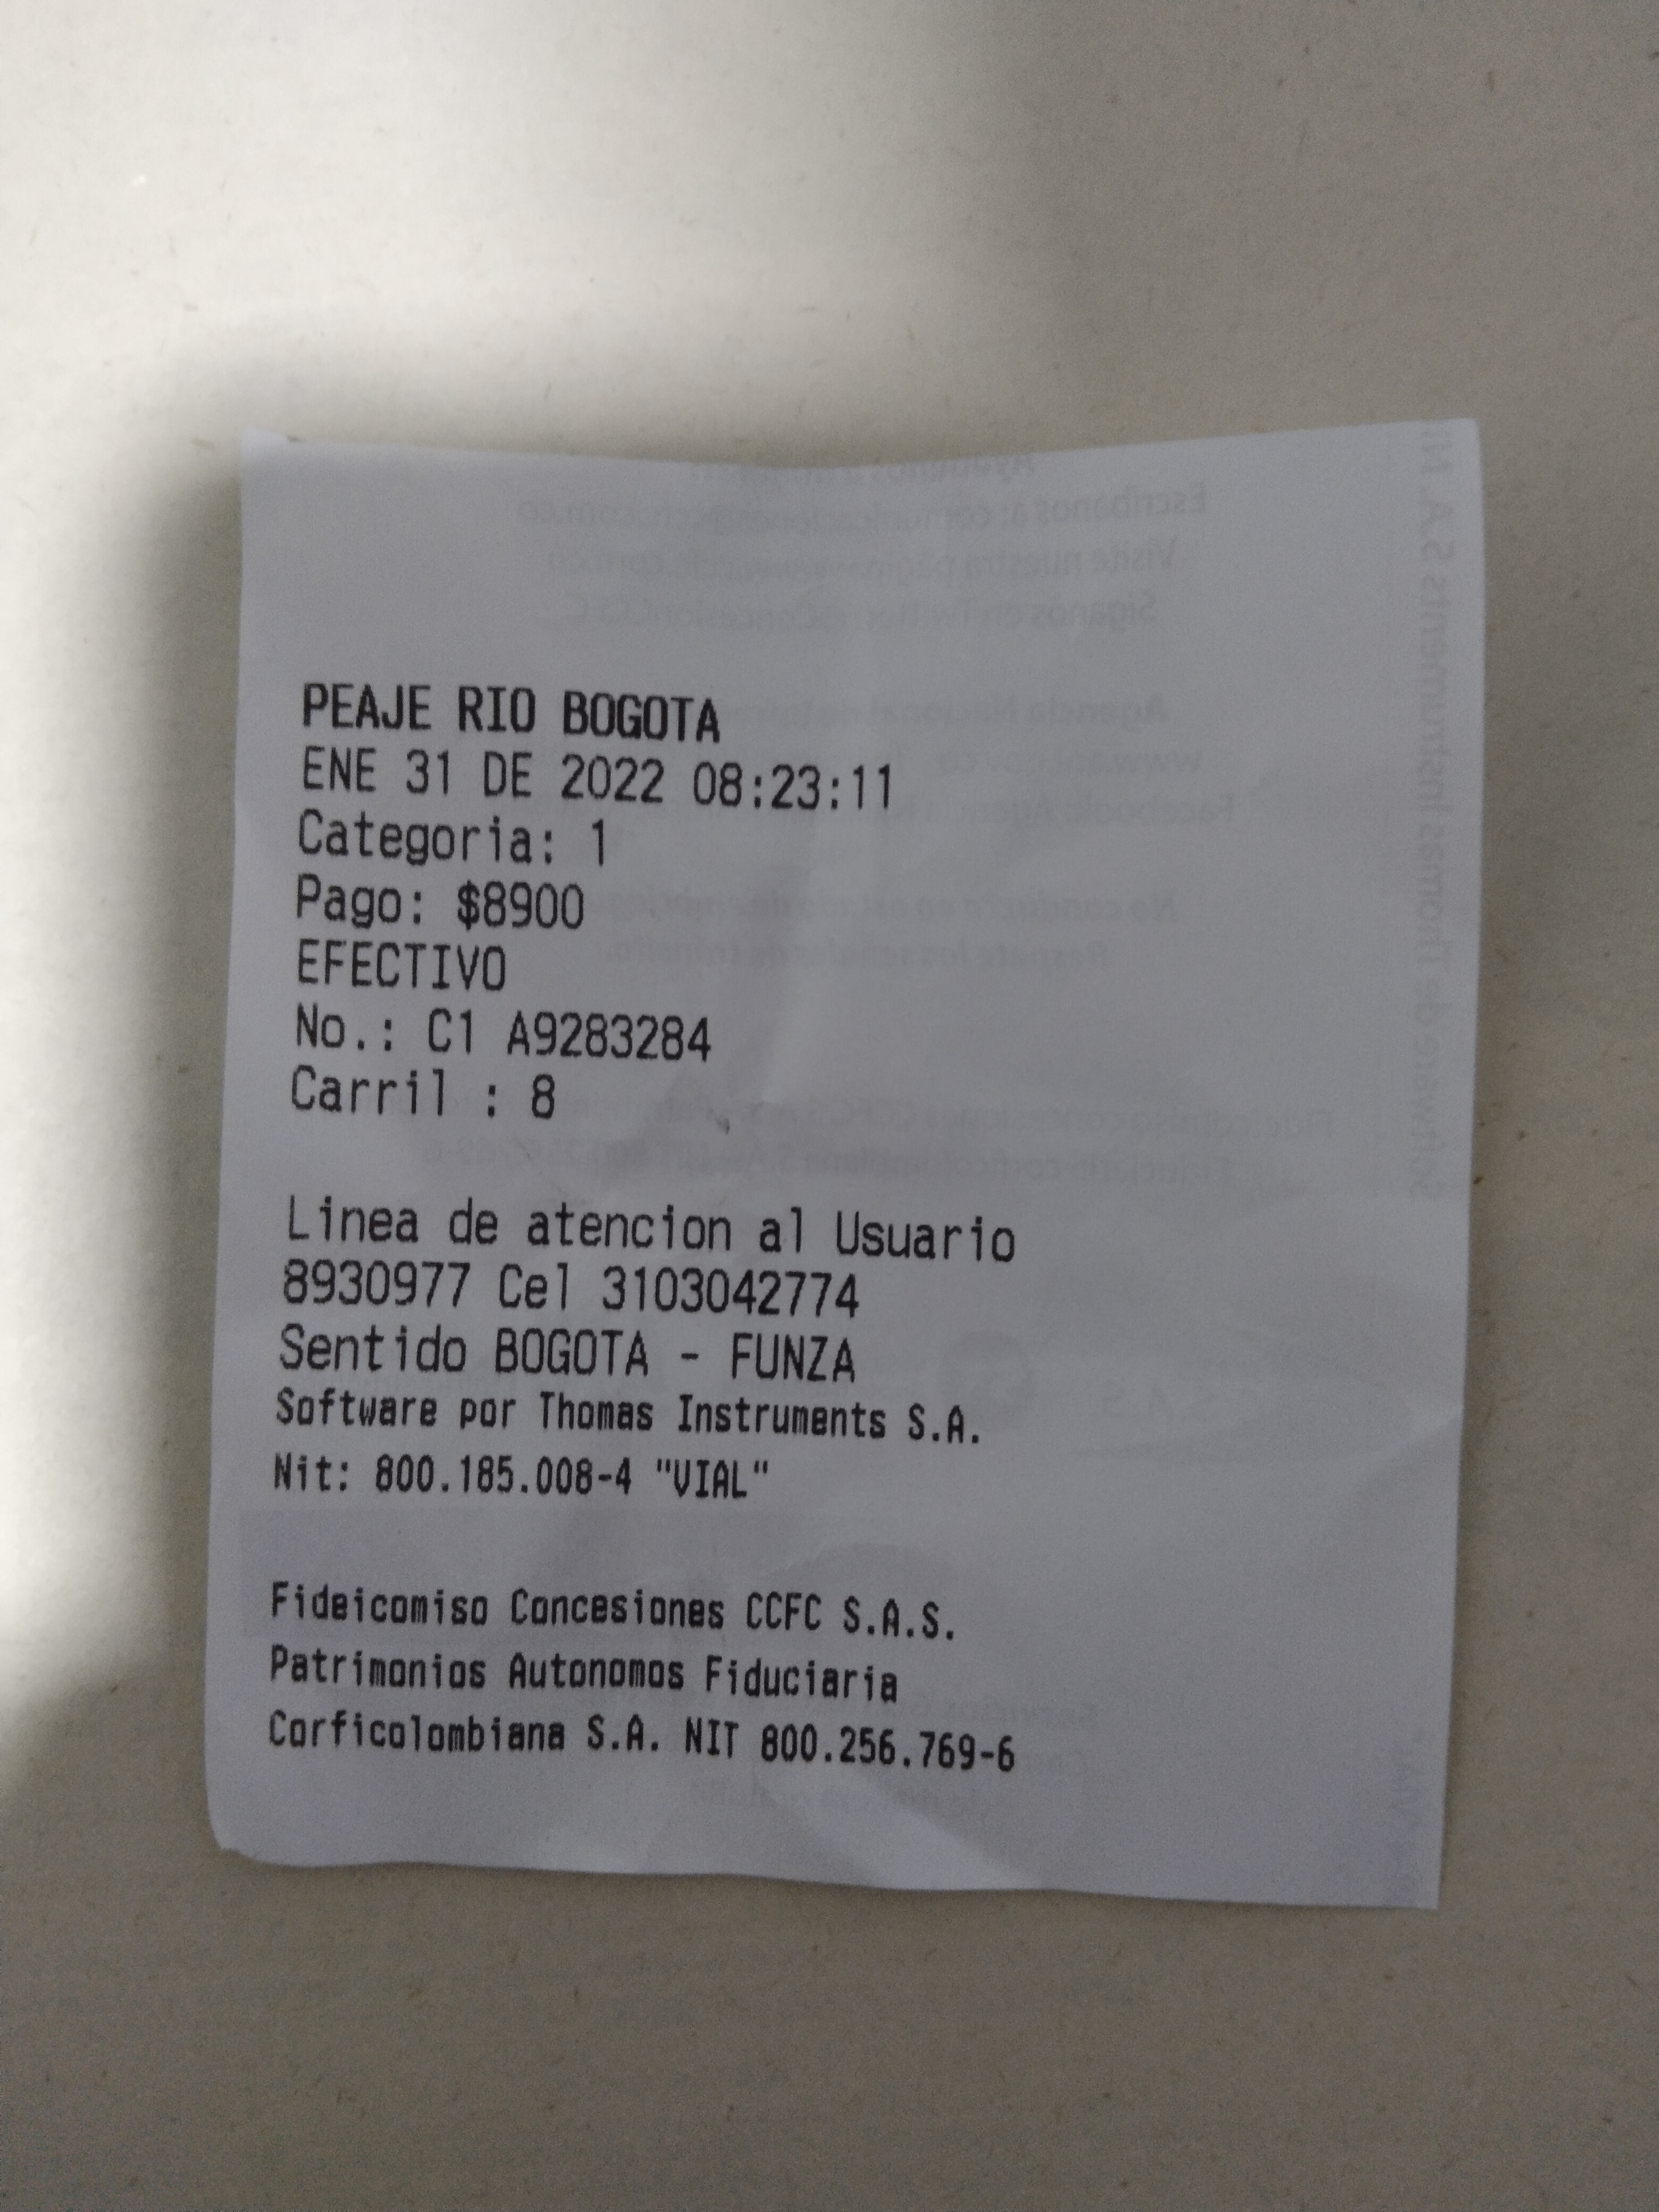 PEAJE RIO BOGOTA
ENE 31 DE 2022 08:23:11
Categoria: 1
Pago: $8900
EFECTIVO
No.: C1 A9283284
Carril : 8
Linea de atencion al Usuario
8930977 Cel 3103042774
Sentido BOGOTA - FUNZA
Software por Thomas Instruments S.A.
Nit: 800.185.008-4 "VIAL"
Fideicomiso Concesiones CCFC S.A.S.
Patrimonios Autonomos Fiduciaria
Corficolombiana S.A. NIT 800.256.769-6